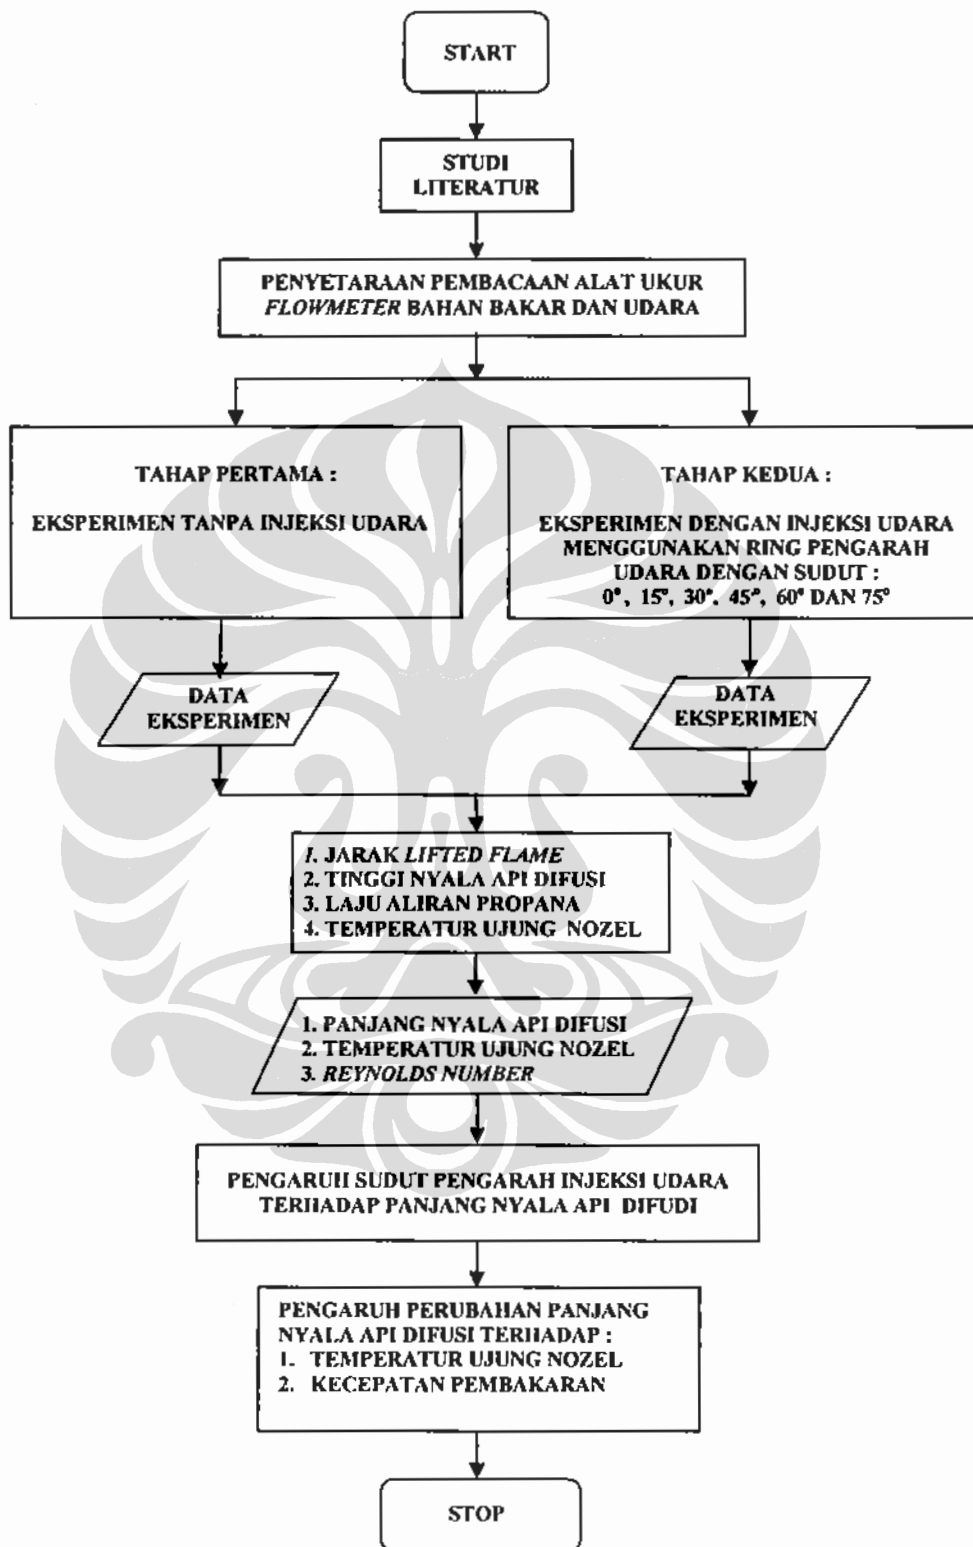 START
STUDI
LITERATUR
PENYETARAAN PEMBACAAN ALAT UKUR
FLOWMETER BAHAN BAKAR DAN UDARA
TAHAP PERTAMA :
EKSPERIMEN TANPA INJEKSI UDARA
TAHAP KEDUA :
EKSPERIMEN DENGAN INJEKSI UDARA
MENGGUNAKAN RING PENGARAH
UDARA DENGAN SUDUT :
0°, 15°, 30°, 45°, 60° DAN 75°
DATA
EKSPERIMEN
DATA
EKSPERIMEN
1. JARAK LIFTED FLAME
2. TINGGI NYALA API DIFUSI
3. LAJU ALIRAN PROPANA
4. TEMPERATUR UJUNG NOZEL
1. PANJANG NYALA API DIFUSI
2. TEMPERATUR UJUNG NOZEL
3. REYNOLDS NUMBER
PENGARUH SUDUT PENGARAH INJEKSI UDARA
TERHADAP PANJANG NYALA API DIFUDI
PENGARUH PERUBAHAN PANJANG
NYALA API DIFUSI TERHADAP :
1. TEMPERATUR UJUNG NOZEL
2. KECEPATAN PEMBAKARAN
STOP